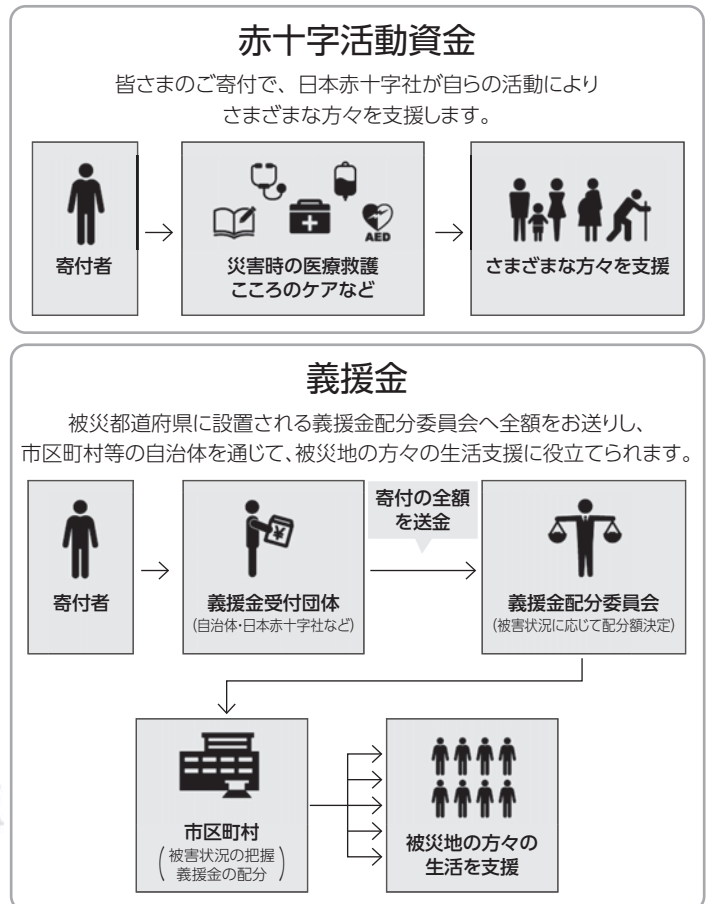 赤十字活動資金
皆さまのご寄付で、日本赤十字社が自らの活動により
さまざまな方々を支援します。
寄付者
AED
災害時の医療救護
こころのケアなど
さまざまな方々を支援
義援金
被災都道府県に設置される義援金配分委員会へ全額をお送りし、
市区町村等の自治体を通じて、被災地の方々の生活支援に役立てられます。
寄付者
¥
義援金受付団体
(自治体・日本赤十字社など)
寄付の全額
を送金
義援金配分委員会
(被害状況に応じて配分額決定)
市区町村
(被害状況の把握
義援金の配分)
被災地の方々の
生活を支援